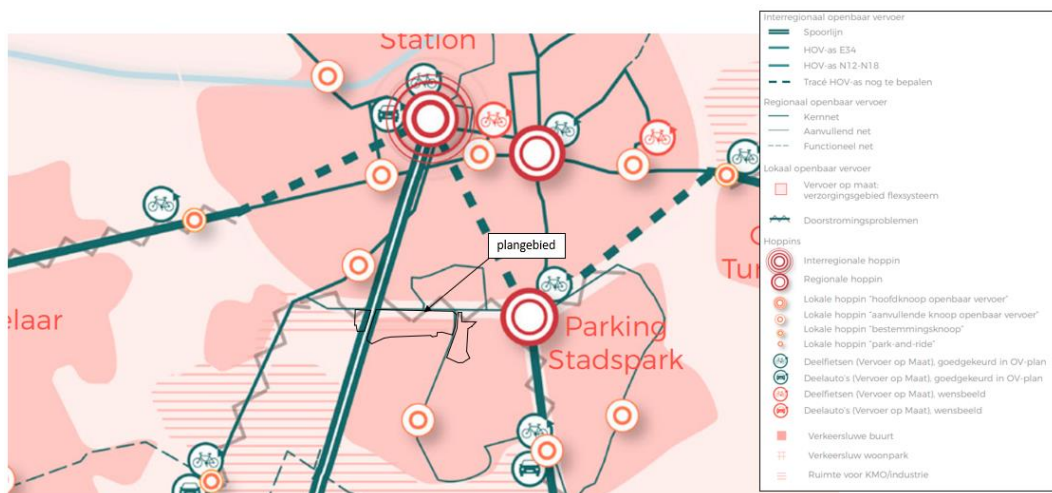 Station
plangebied
elaar
Parking
Stadspark
Tur
Interregionaal openbaar vervoer
Spoorlijn
HOV-as E34
HOV-as N12-N18
Tracé HOV-as nog te bepalen
Regionaal openbaar vervoer
Kernnet
Aanvullend net
Functioneel net
Lokaal openbaar vervoer
Vervoer op maat:
verzorgingsgebied flexsysteem
Doorstromingsproblemen
Hoppins
Interregionale hoppin
Regionale hoppin
Lokale hoppin "hoofdknoop openbaar vervoer"
Lokale hoppin "aanvullende knoop openbaar vervoer"
Lokale hoppin "bestemmingsknoop"
Lokale hoppin "park-and-ride"
Deelfietsen (Vervoer op Maat), goedgekeurd in OV-plan
Deelauto's (Vervoer op Maat), goedgekeurd in OV-plan
Deelfietsen (Vervoer op Maat), wensbeeld
Deelauto's (Vervoer op Maat), wensbeeld
Verkeersluwe buurt
Verkeersluw woonpark
Ruimte voor KMO/industrie